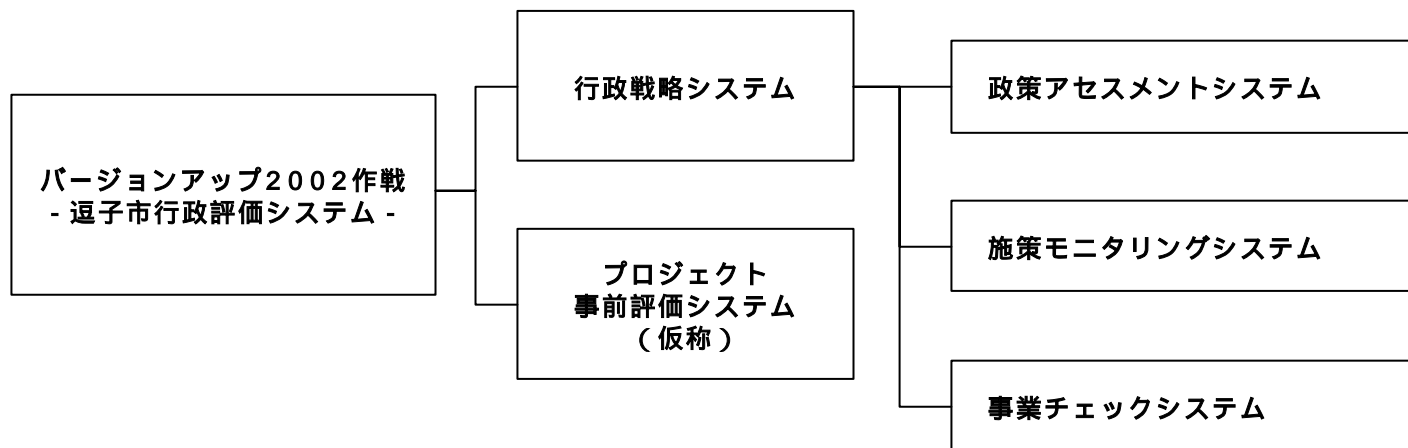 バージョンアップ2002作戦
- 逗子市行政評価システム -
行政戦略システム
プロジェクト
事前評価システム
(仮称)
政策アセスメントシステム
施策モニタリングシステム
事業チェックシステム